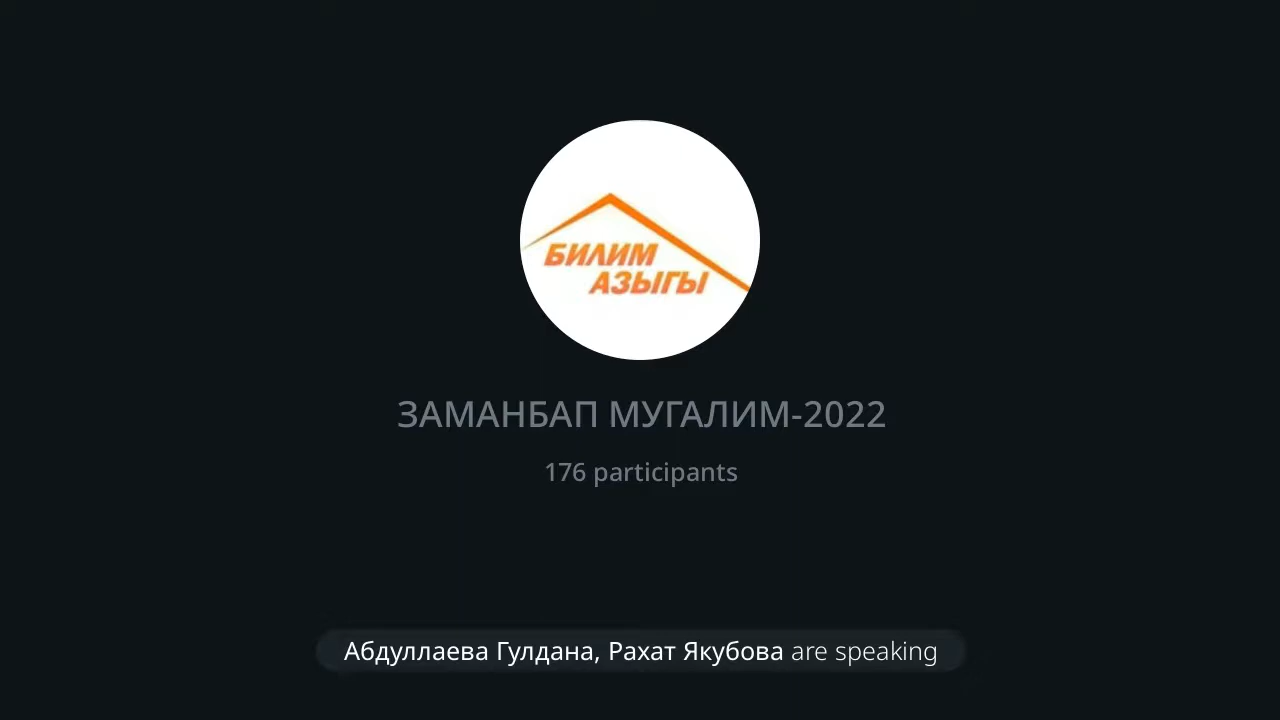 БИЛИМ
АЗЫГЫ
ЗАМАНБАП МУГАЛИМ-2022
176 participants
Абдуллаева Гулдана, Рахат Якубова are speaking